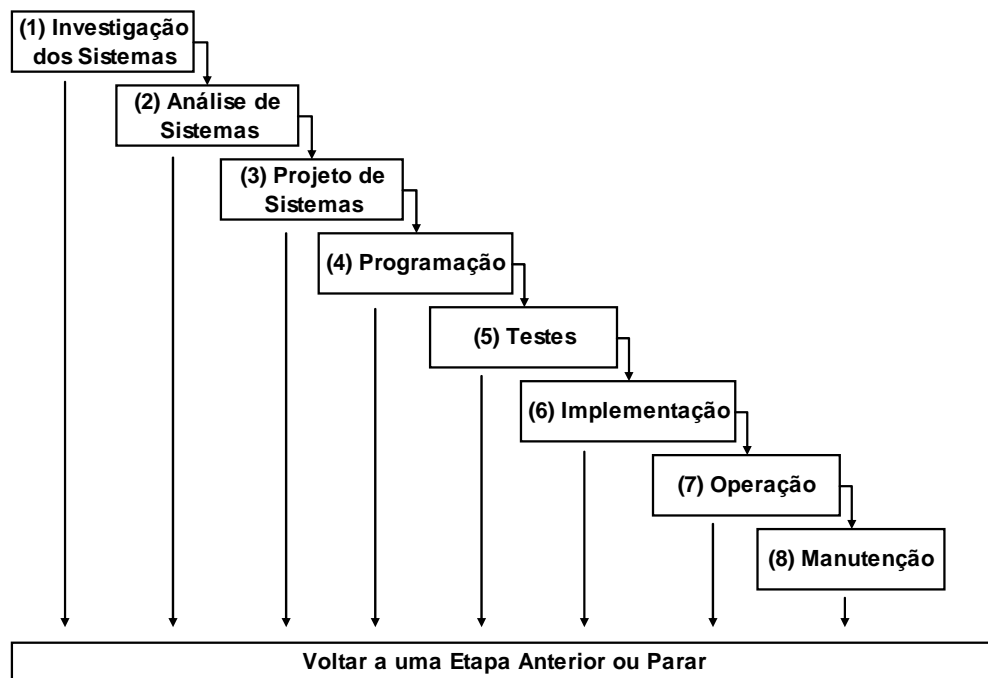 (1) Investigação
dos Sistemas
(2) Análise de
Sistemas
(3) Projeto de
Sistemas
(4) Programação
(5) Testes
(6) Implementação
(7) Operação
(8) Manutenção
Voltar a uma Etapa Anterior ou Parar